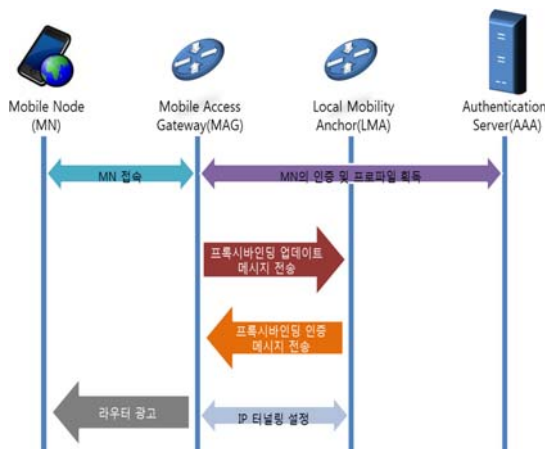 Mobile Node
(MN)
Mobile Access
Gateway(MAG)
Local Mobility
Anchor(LMA)
Authentication
Server(AAA)
MN 접속
MN의 인증 및 프로파일 획득
프록시바인딩 업데이트
메시지 전송
프록시바인딩 인증
메시지 전송
라우터 광고
IP 터널링 설정